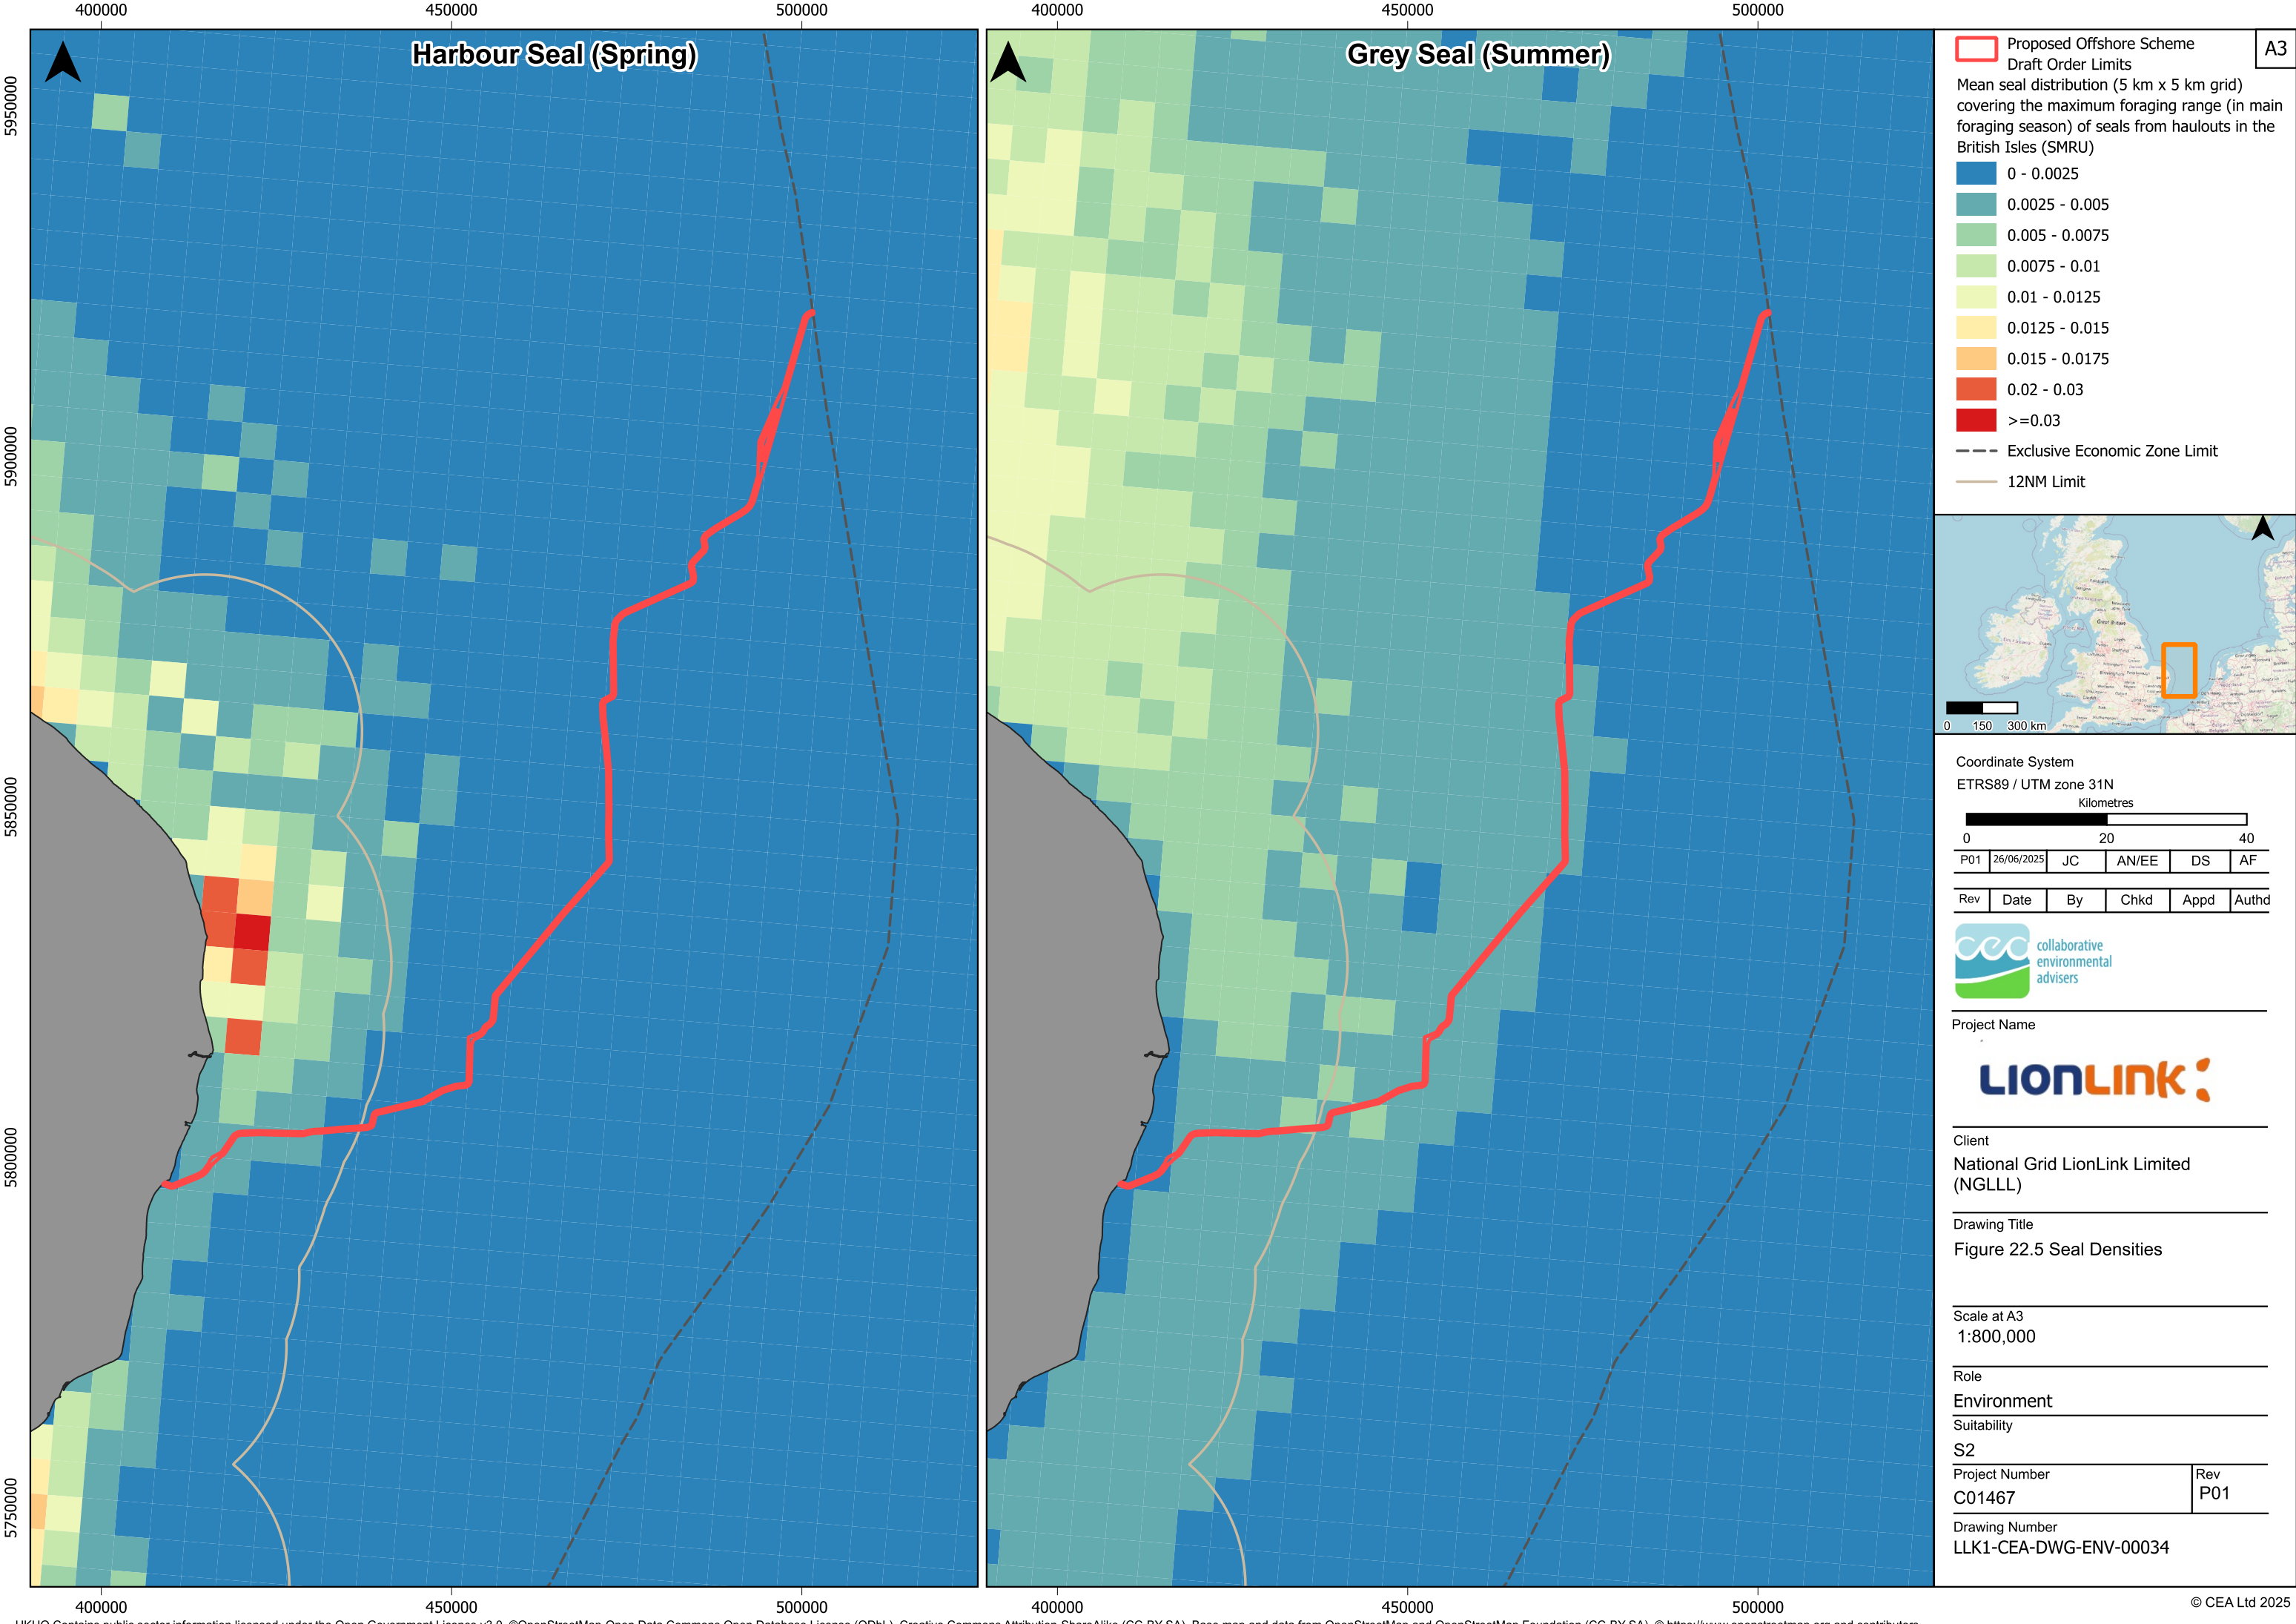 400000
450000
500000
400000
450000
500000
Harbour Seal (Spring)
Grey Seal (Summer)
5950000
5900000
5850000
5800000
5750000
400000
450000
500000
400000
450000
500000
A3
Proposed Offshore Scheme
Draft Order Limits
Mean seal distribution (5 km x 5 km grid)
covering the maximum foraging range (in main
foraging season) of seals from haulouts in the
British Isles (SMRU)
0 - 0.0025
0.0025 - 0.005
0.005 - 0.0075
0.0075 - 0.01
0.01 - 0.0125
0.0125 - 0.015
0.015 - 0.0175
0.02 - 0.03
>=0.03
Exclusive Economic Zone Limit
12NM Limit
0 150 300 km
Coordinate System
ETRS89 / UTM zone 31N
Kilometres
0 20 40
P01 26/06/2025 JC AN/EE DS AF
Rev Date By Chkd Appd Authd
cea
collaborative
environmental
advisers
Project Name
LIONLINK
Client
National Grid LionLink Limited
(NGLLL)
Drawing Title
Figure 22.5 Seal Densities
Scale at A3
1:800,000
Role
Environment
Suitability
S2
Project Number
C01467
Rev
P01
Drawing Number
LLK1-CEA-DWG-ENV-00034
© CEA Ltd 2025